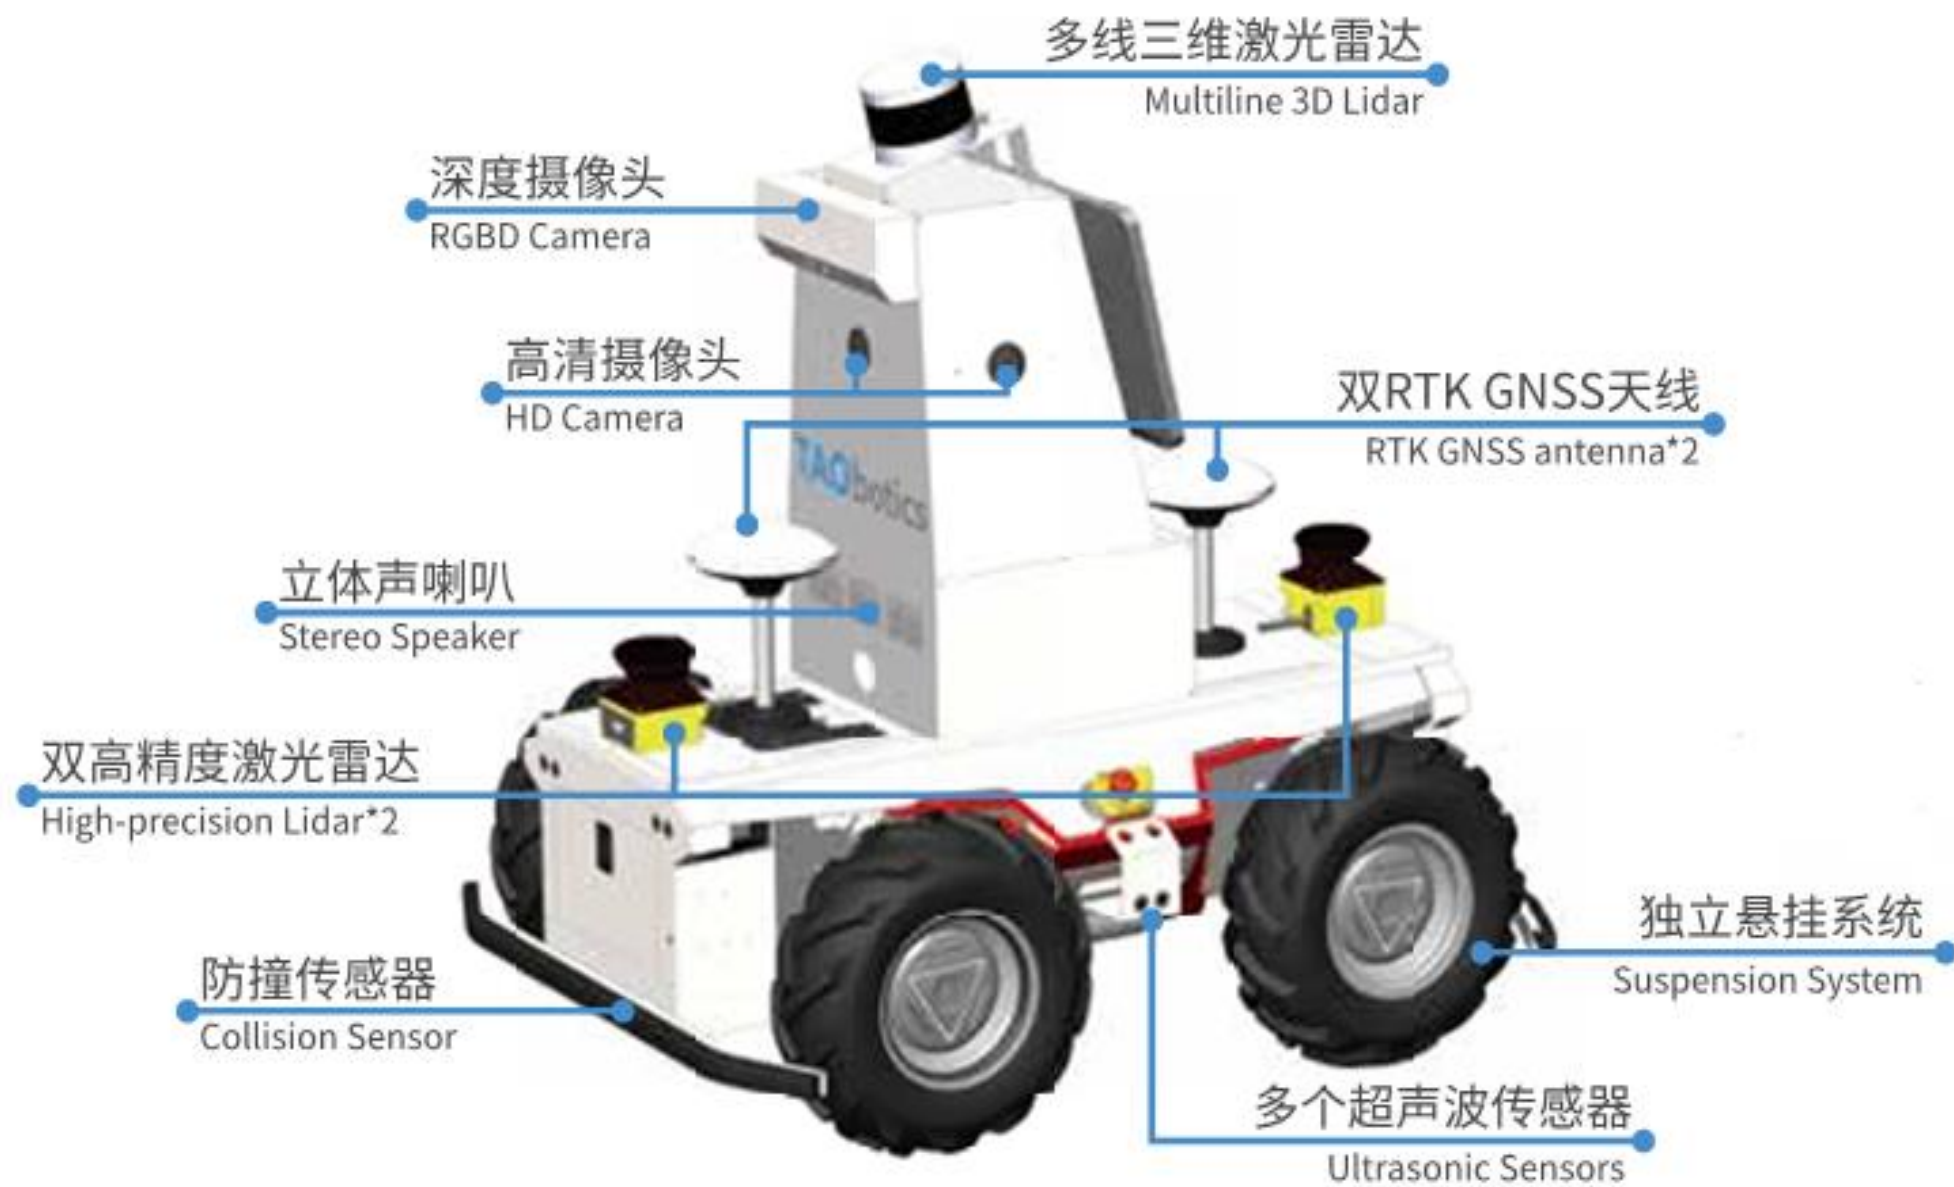 多线三维激光雷达
Multiline 3D Lidar
深度摄像头
RGBD Camera
高清摄像头
HD Camera
双RTK GNSS天线
RTK GNSS antenna*2
TAObotics
立体声喇叭
Stereo Speaker
双高精度激光雷达
High-precision Lidar*2
独立悬挂系统
Suspension System
防撞传感器
Collision Sensor
多个超声波传感器
Ultrasonic Sensors